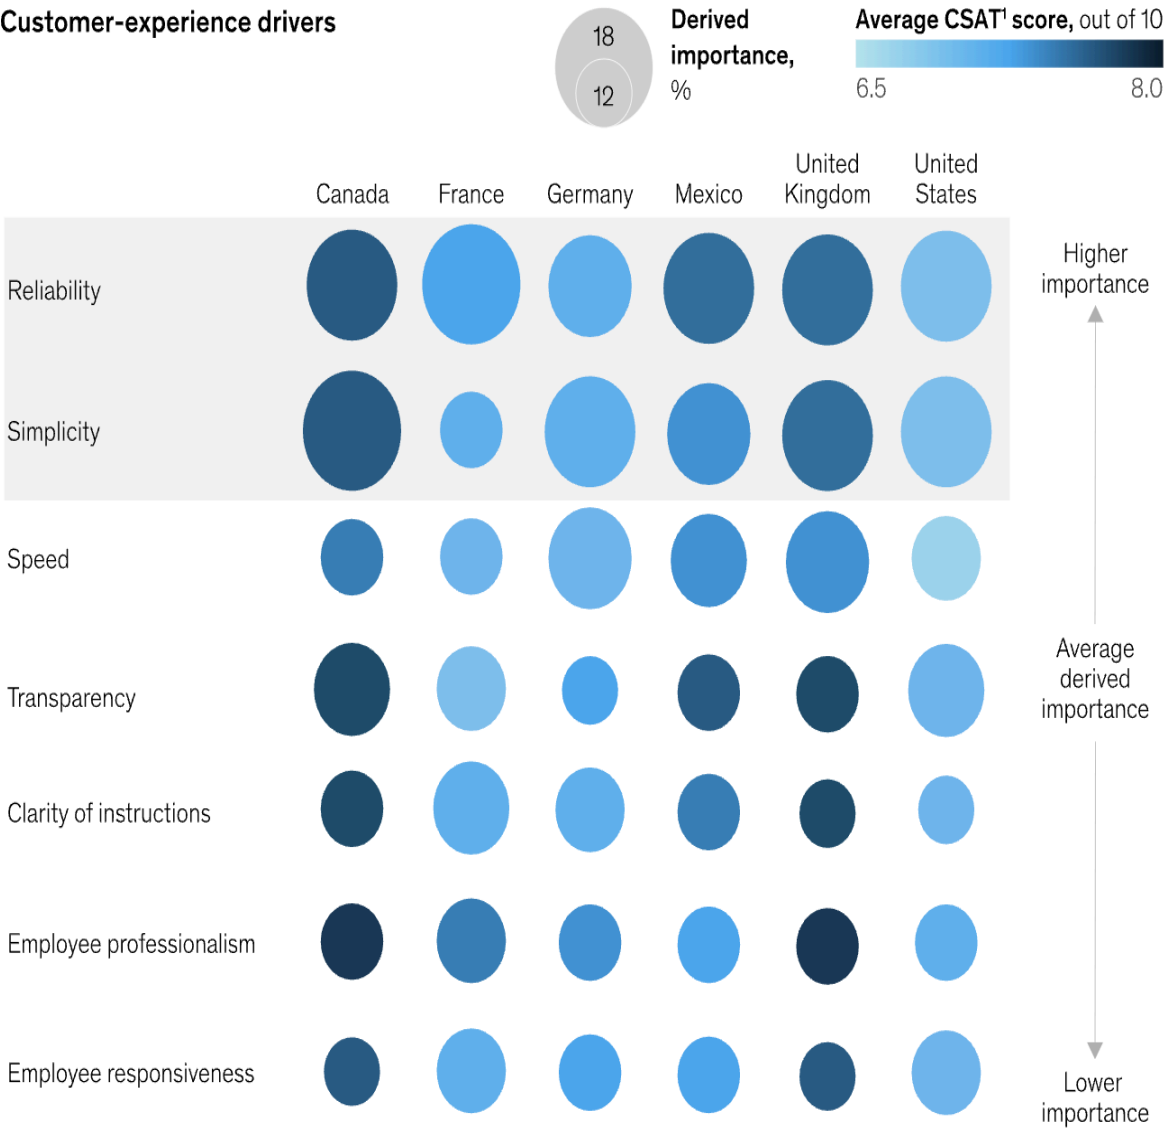 Customer-experience drivers
18
12
Derived
importance,
%
Average CSAT¹ score, out of 10
6.5
8.0
Canada
France
Germany
Mexico
United
Kingdom
United
States
Higher
importance
Reliability
Simplicity
Speed
Average
derived
importance
Transparency
Clarity of instructions
Employee professionalism
Employee responsiveness
Lower
importance